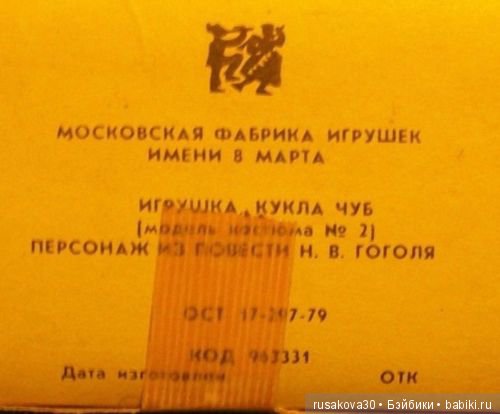 МОСКОВСКАЯ ФАБРИКА ИГРУШЕК
ИМЕНИ 8 МАРТА
ИГРУШКА, КУКЛА ЧУБ
(модель костюма № 2)
ПЕРСОНАЖ ИЗ ПОВЕСТИ Н. В. ГОГОЛЯ
ОСТ 17-297-79
КОД 963331
Дата изготовлен ОТК
rusakova30 • Бэйбики • babiki.ru